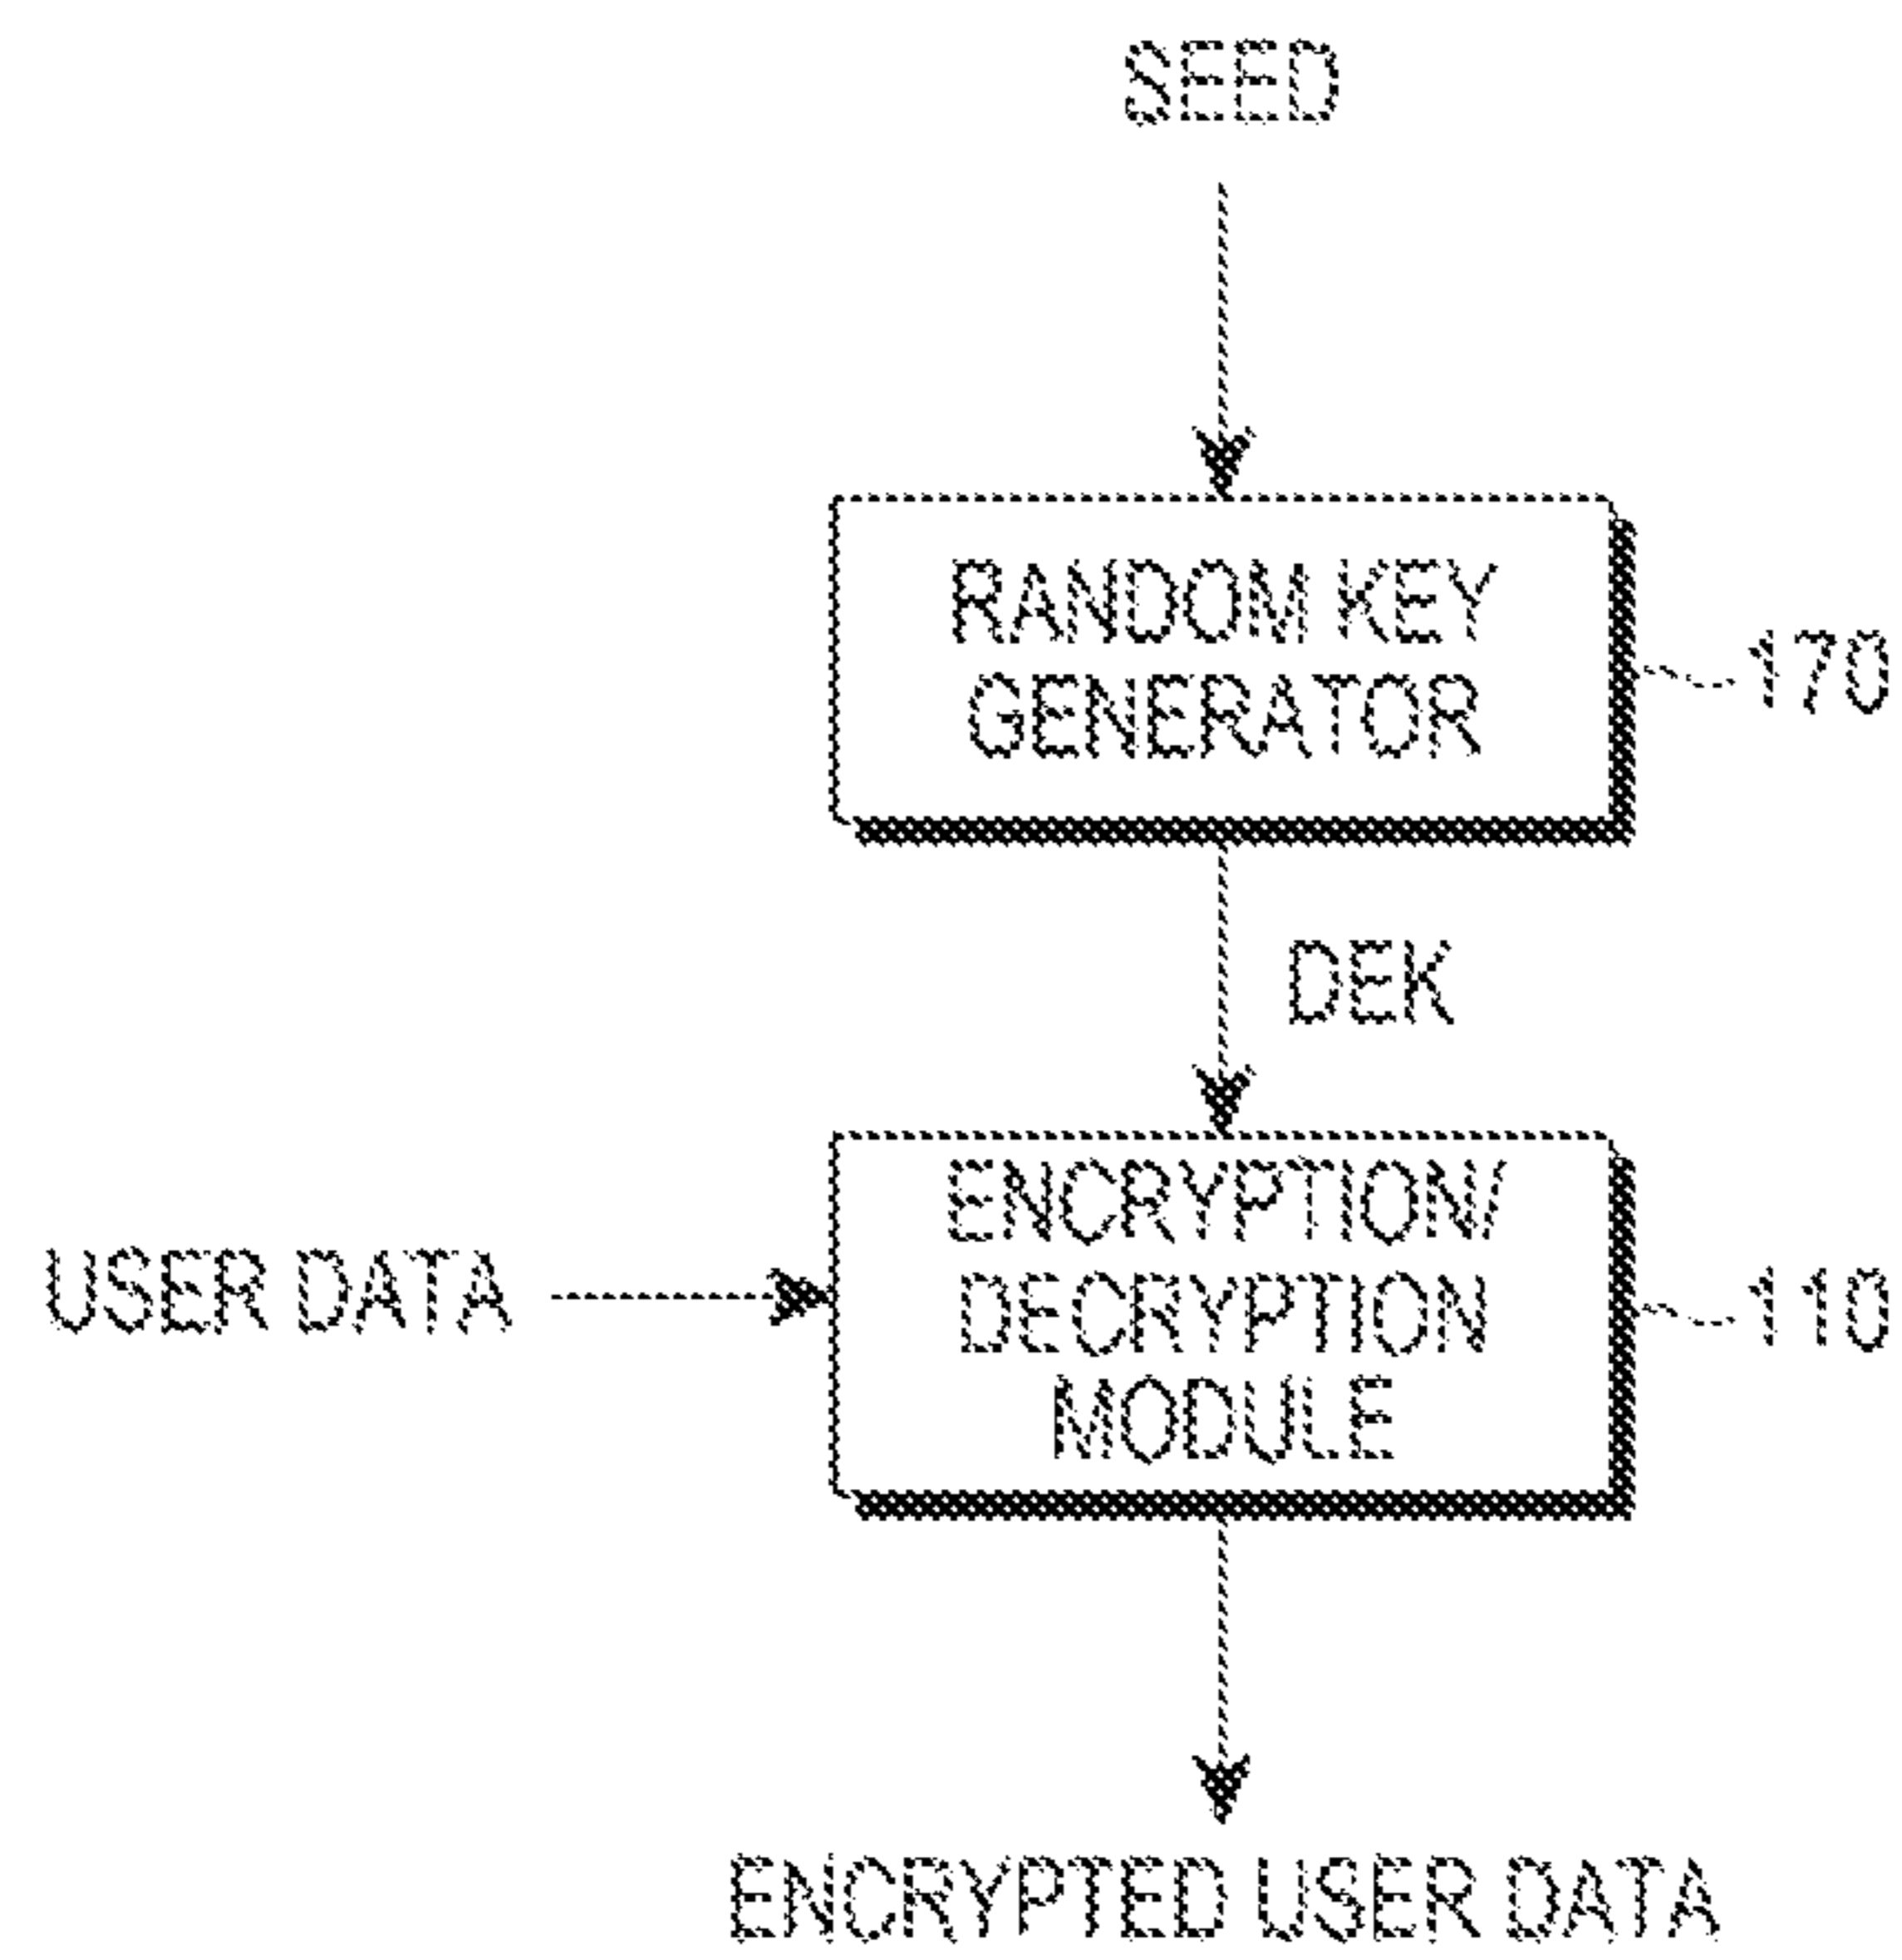 SEED
RANDOM KEY
GENERATOR
170
DEK
ENCRYPTION/
DECRYPTION
MODULE
USER DATA
110
ENCRYPTED USER DATA